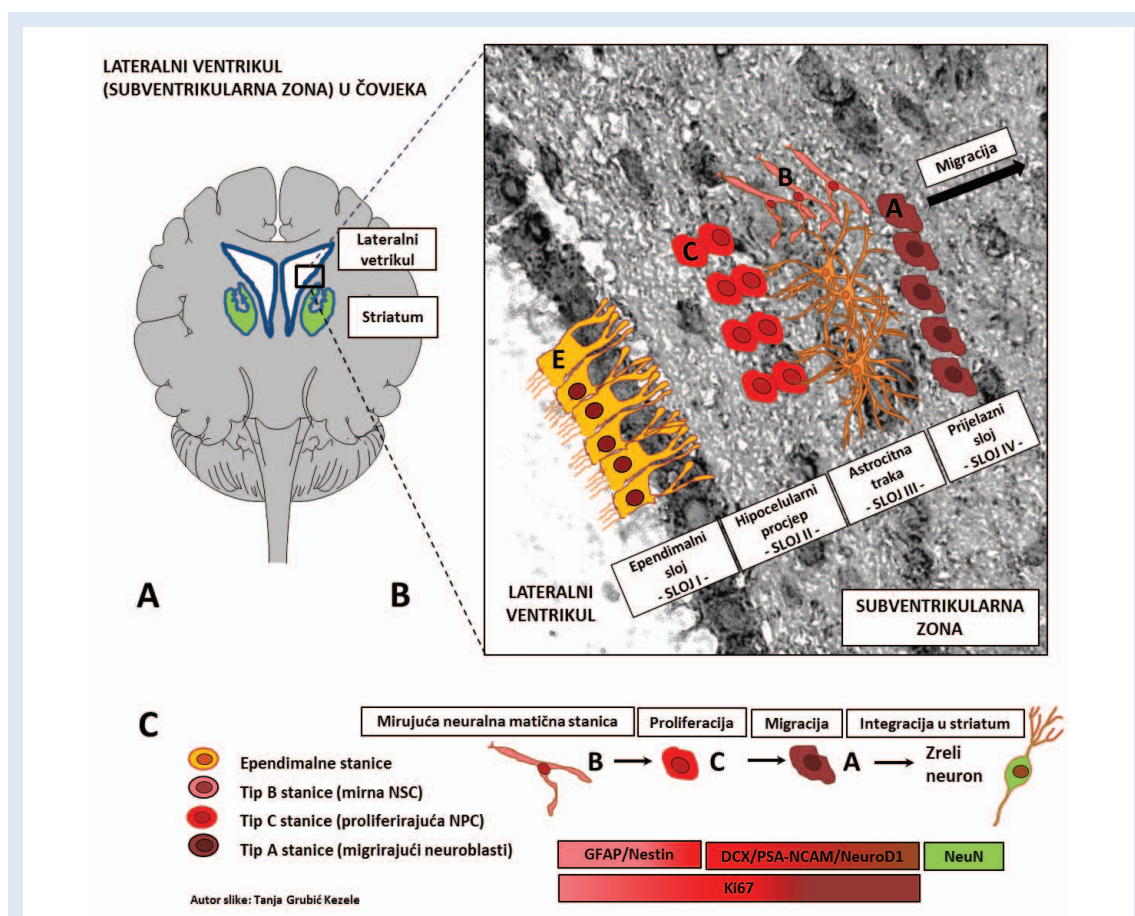 LATERALNI VENTRIKUL
(SUBVENTRIKULARNA ZONA) U ČOVJEKA
Lateralni
vetrikul
Striatum
A
B
B
A
C
E
Migracija
Ependimalni
sloj
- SLOJ I -
Hipocelularni
procjep
- SLOJ II -
Astrocitna
traka
- SLOJ III -
Prijelazni
sloj
- SLOJ IV -
LATERALNI
VENTRIKUL
SUBVENTRIKULARNA
ZONA
C
Mirujuća neuralna matična stanica
Proliferacija
Migracija
Integracija u striatum
B
C
A
Zreli
neuron
Ependimalne stanice
Tip B stanice (mirna NSC)
Tip C stanice (proliferirajuća NPC)
Tip A stanice (migrirajući neuroblasti)
GFAP/Nestin
DCX/PSA-NCAM/NeuroD1
NeuN
Ki67
Autor slike: Tanja Grubić Kezele